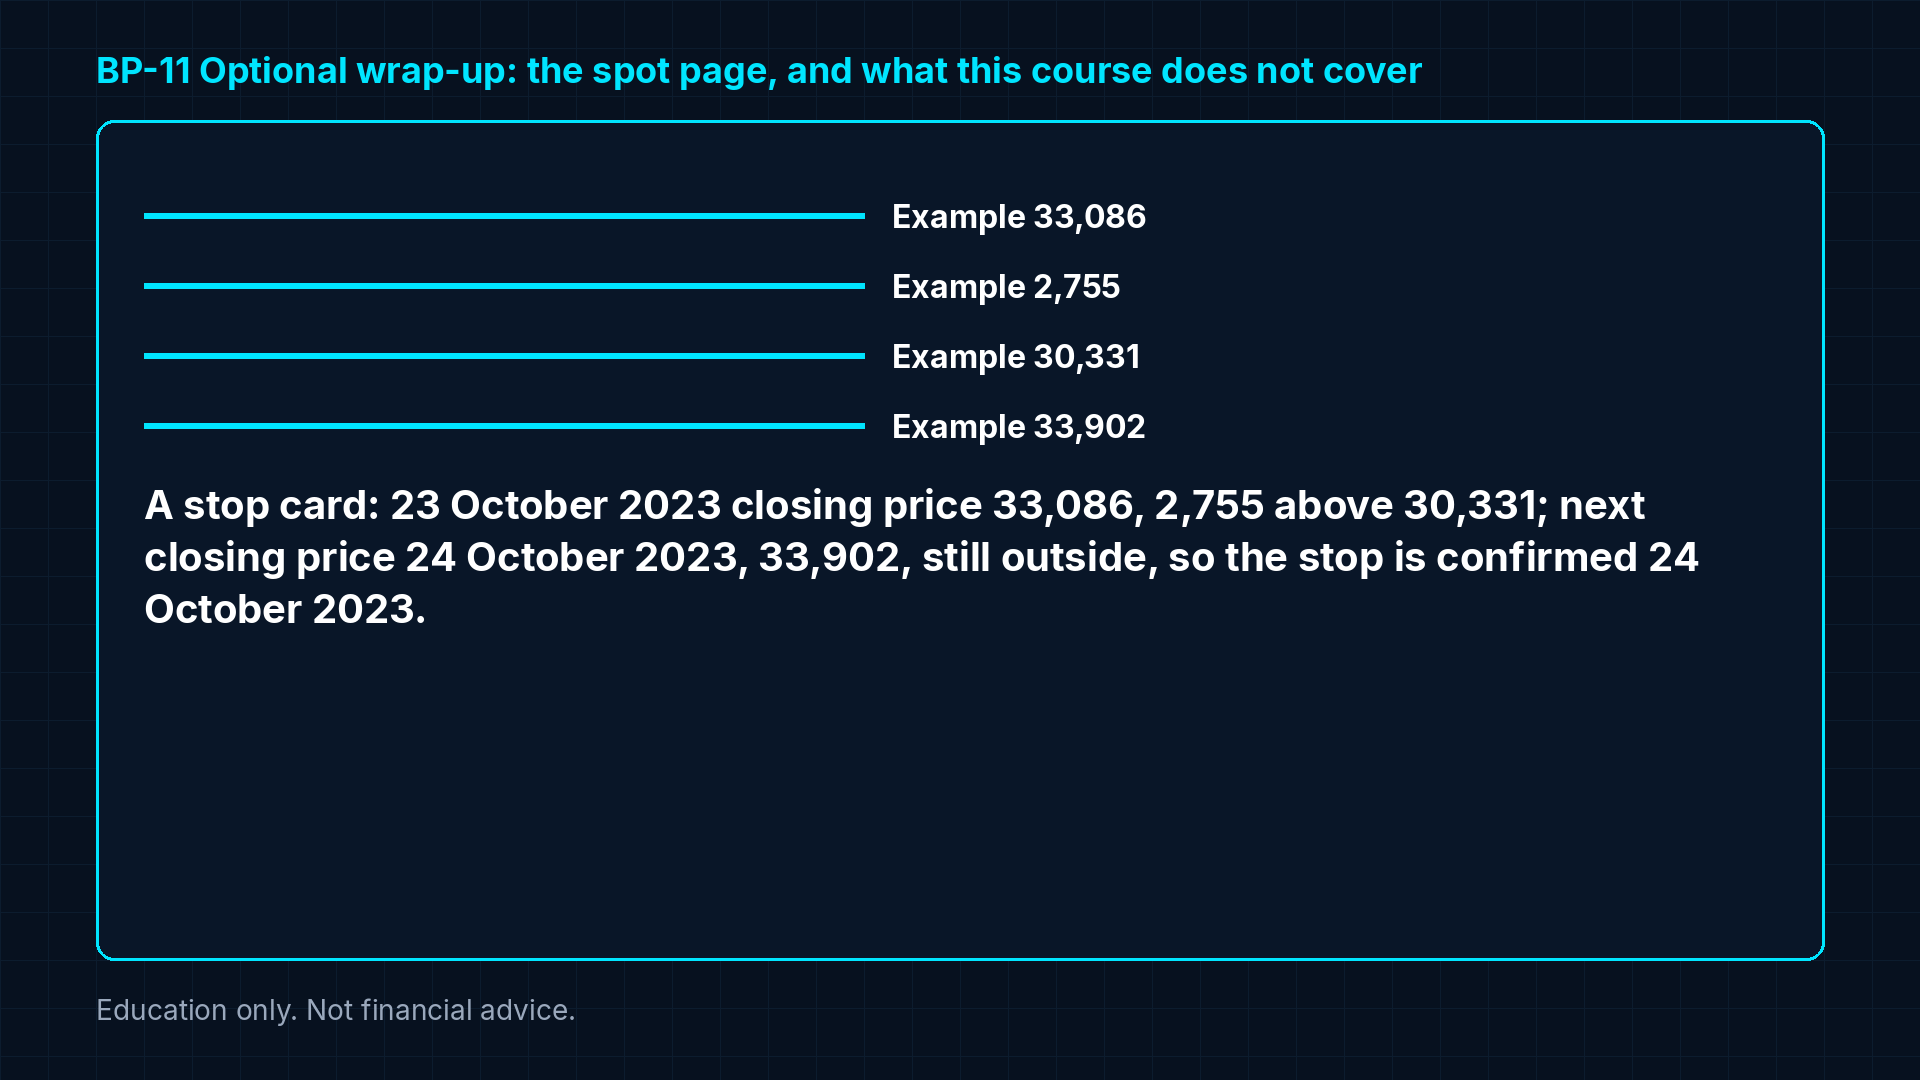 BP-11 Optional wrap-up: the spot page, and what this course does not cover
Example 33,086
Example 2,755
Example 30,331
Example 33,902
A stop card: 23 October 2023 closing price 33,086, 2,755 above 30,331; next
closing price 24 October 2023, 33,902, still outside, so the stop is confirmed 24
October 2023.
Education only. Not financial advice.